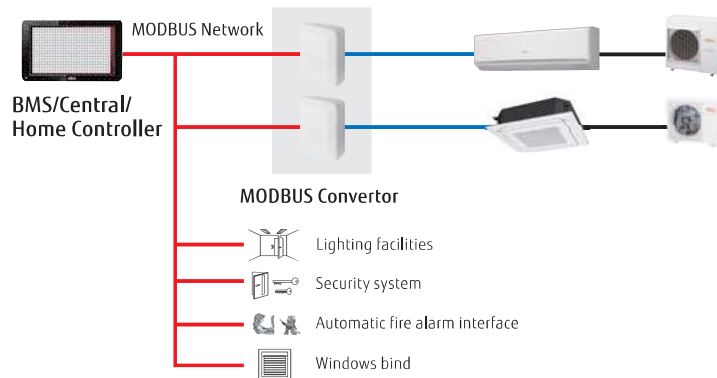 MODBUS Network
BMS/Central/
Home Controller
MODBUS Convertor
Lighting facilities
Security system
Automatic fire alarm interface
Windows bind